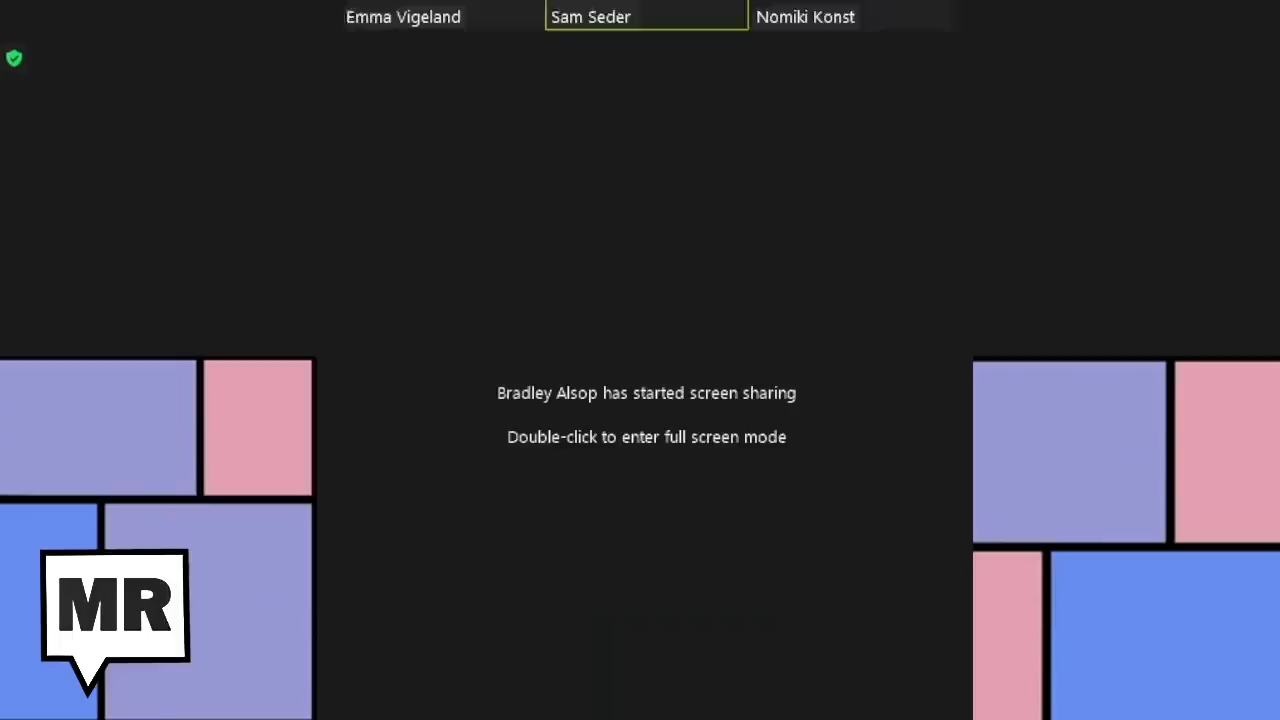 Emma Vigeland
Sam Seder
Nomiki Konst
Bradley Alsop has started screen sharing
Double-click to enter full screen mode
MR